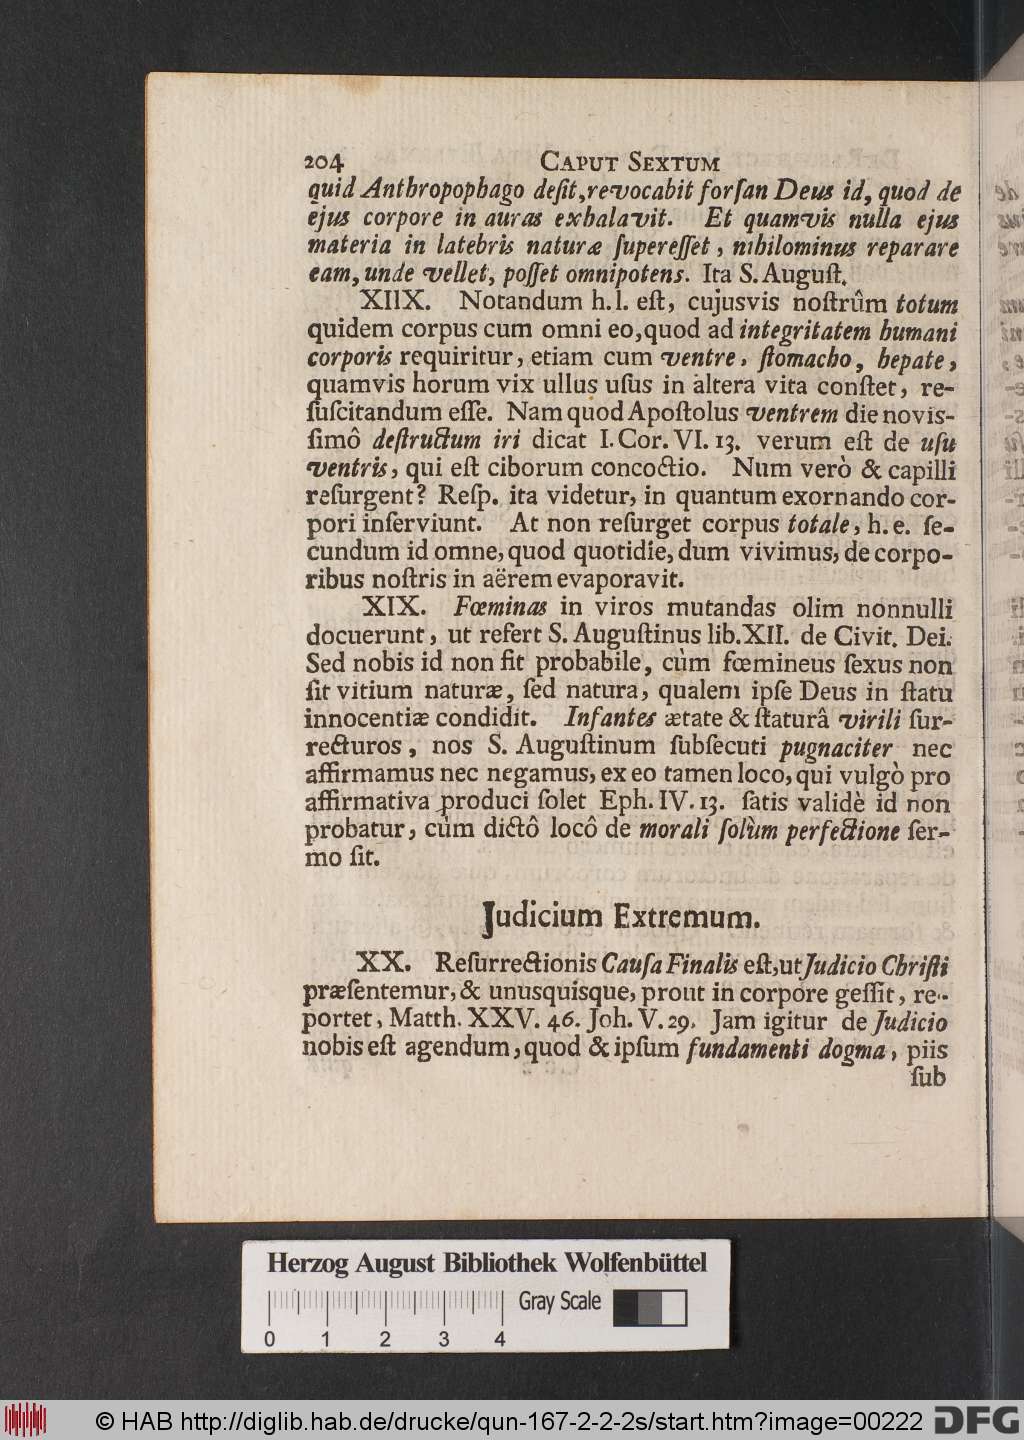 204 CAPUT SEXTUM
quid Anthropophago deſit, revocabit forſan Deus id, quod de
ejus corpore in auras exhalavit. Et quamvis nulla ejus
materia in latebris naturæ ſupereſſet, nihilominus reparare
eam, unde vellet, poſſet omnipotens. Ita S. Auguſt.
XIIX. Notandum h. l. eſt, cujusvis noſtrûm totum
quidem corpus cum omni eo, quod ad integritatem humani
corporis requiritur, etiam cum ventre, ſtomacho, hepate,
quamvis horum vix ullus uſus in altera vita conſtet, re-
ſuſcitandum eſſe. Nam quod Apoſtolus ventrem die novis-
ſimô deſtructum iri dicat I. Cor. VI. 13. verum eſt de uſu
ventris, qui eſt ciborum concoctio. Num verò & capilli
reſurgent? Reſp. ita videtur, in quantum exornando cor-
pori inſerviunt. At non reſurget corpus totale, h. e. ſe-
cundum id omne, quod quotidie, dum vivimus, de corpo-
ribus noſtris in aërem evaporavit.
XIX. Fœminas in viros mutandas olim nonnulli
docuerunt, ut refert S. Auguſtinus lib. XII. de Civit. Dei.
Sed nobis id non fit probabile, cùm fœmineus ſexus non
ſit vitium naturæ, ſed natura, qualem ipſe Deus in ſtatu
innocentiæ condidit. Infantes ætate & ſtaturâ virili ſur-
recturos, nos S. Auguſtinum ſubſecuti pugnaciter nec
affirmamus nec negamus, ex eo tamen loco, qui vulgò pro
affirmativa produci ſolet Eph. IV. 13. ſatis validè id non
probatur, cùm dictô locô de morali ſolùm perfectione ſer-
mo ſit.
Judicium Extremum.
XX. Reſurrectionis Cauſa Finalis eſt, ut Judicio Chriſti
præſentemur, & unusquisque, prout in corpore geſſit, re-
portet, Matth. XXV. 46. Joh. V. 29. Jam igitur de Judicio
nobis eſt agendum, quod & ipſum fundamenti dogma, piis
ſub
Herzog August Bibliothek Wolfenbüttel
Gray Scale
0 1 2 3 4
© HAB http://diglib.hab.de/drucke/qun-167-2-2-2s/start.htm?image=00222 DFG